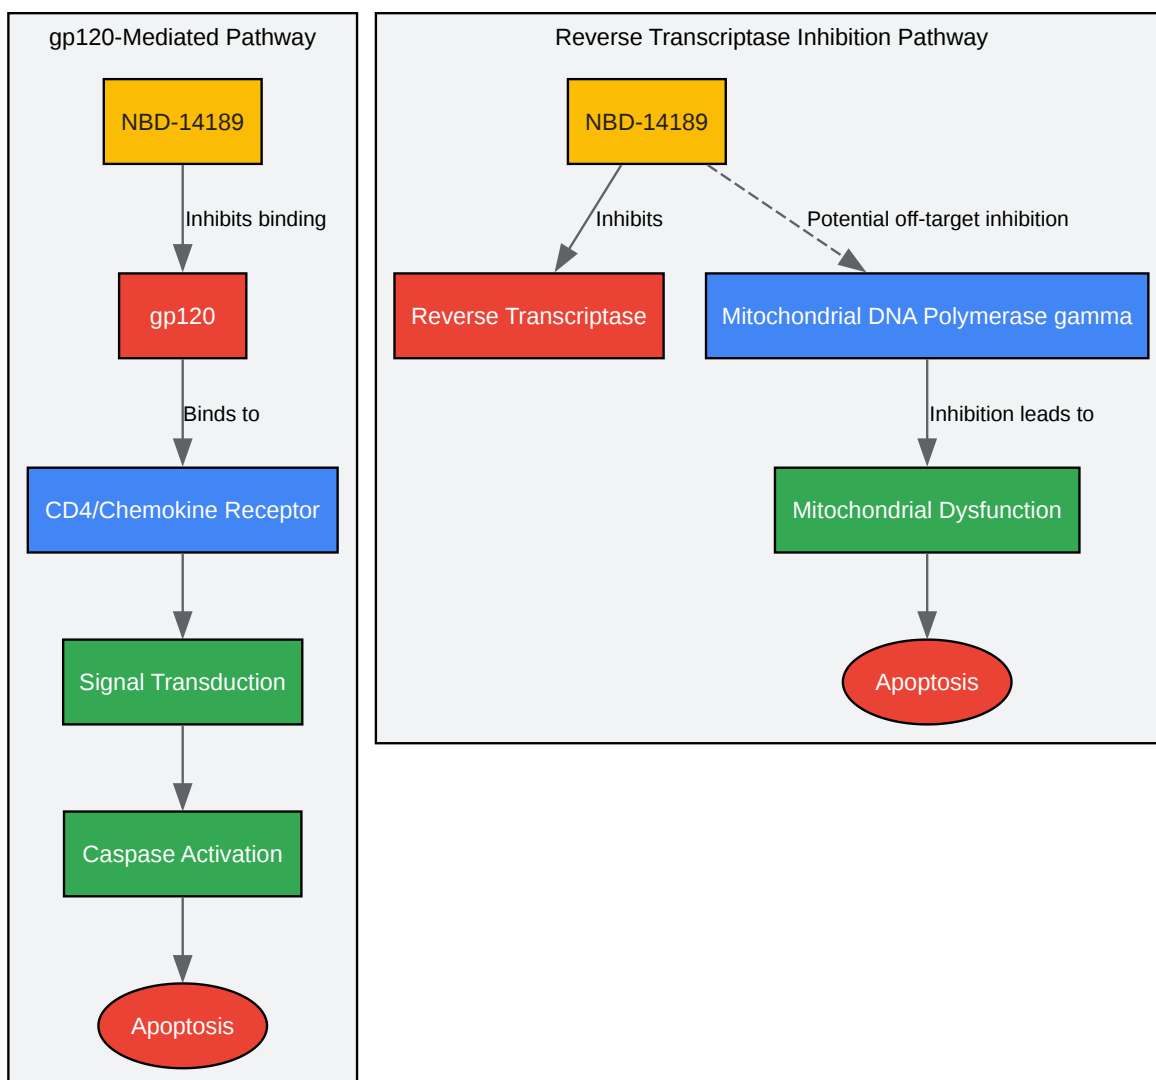 gp120-Mediated Pathway
NBD-14189
Inhibits binding
gp120
Binds to
CD4/Chemokine Receptor
Signal Transduction
Caspase Activation
Apoptosis
Reverse Transcriptase Inhibition Pathway
NBD-14189
Inhibits
Potential off-target inhibition
Reverse Transcriptase
Mitochondrial DNA Polymerase gamma
Inhibition leads to
Mitochondrial Dysfunction
Apoptosis